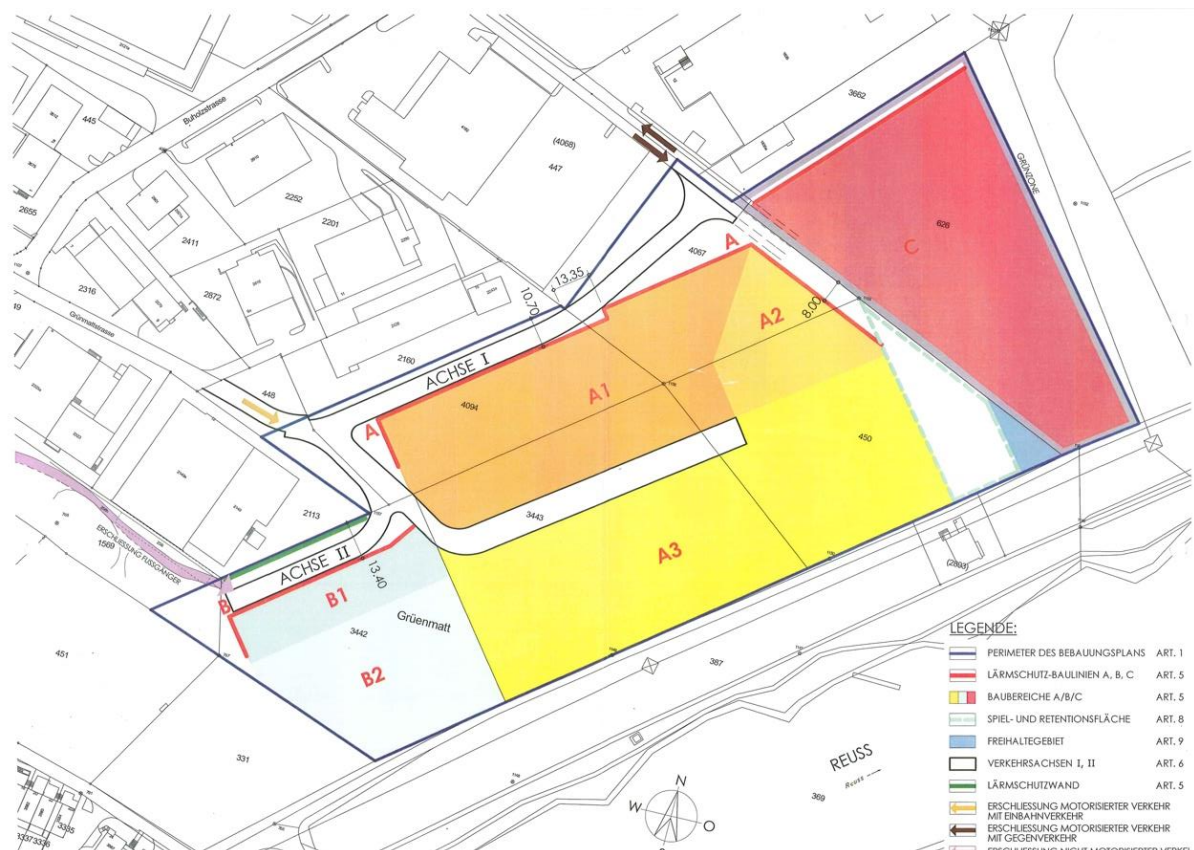 3662
Buholzstrasse
445
(4068)
447
GRÜNZONE
2252
2655
2201
626
2411
C
4067
A
2316
2872
13.35
10.70
8.00
A2
Grünmattstrasse
2160
ACHSE I
448
A1
4094
A
450
3443
2113
ERSCHLIESSUNG FUSSGÄNGER
1569
ACHSE II
13.40
A3
(2893)
B
B1
Grüenmatt
3442
451
B2
387
331
REUSS
Reuss
369
N
W
O
LEGENDE:
PERIMETER DES BEBAUUNGSPLANS ART. 1
LÄRMSCHUTZ-BAULINIEN A, B, C ART. 5
BAUBEREICHE A/B/C ART. 5
SPIEL- UND RETENTIONSFLÄCHE ART. 8
FREIHALTEGEBIET ART. 9
VERKEHRSACHSEN I, II ART. 6
LÄRMSCHUTZWAND ART. 5
ERSCHLIESSUNG MOTORISIERTER VERKEHR
MIT EINBAHNVERKEHR
ERSCHLIESSUNG MOTORISIERTER VERKEHR
MIT GEGENVERKEHR